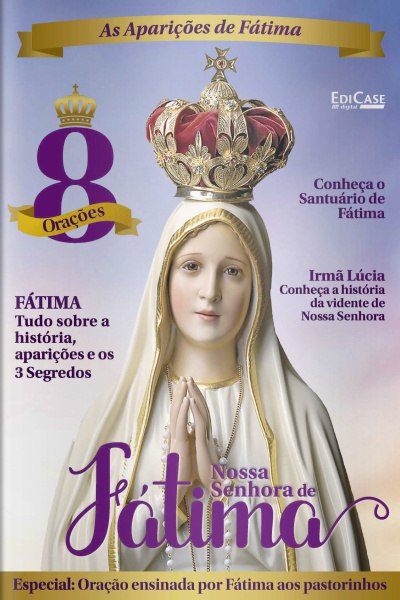 As Aparições de Fátima
EDICASE
digital
8
Orações
Conheça o
Santuário de
Fátima
Irmã Lúcia
Conheça a história
da vidente de
Nossa Senhora
FÁTIMA
Tudo sobre a
história,
aparições e os
3 Segredos
Nossa
Senhora de
Fátima
Especial: Oração ensinada por Fátima aos pastorinhos